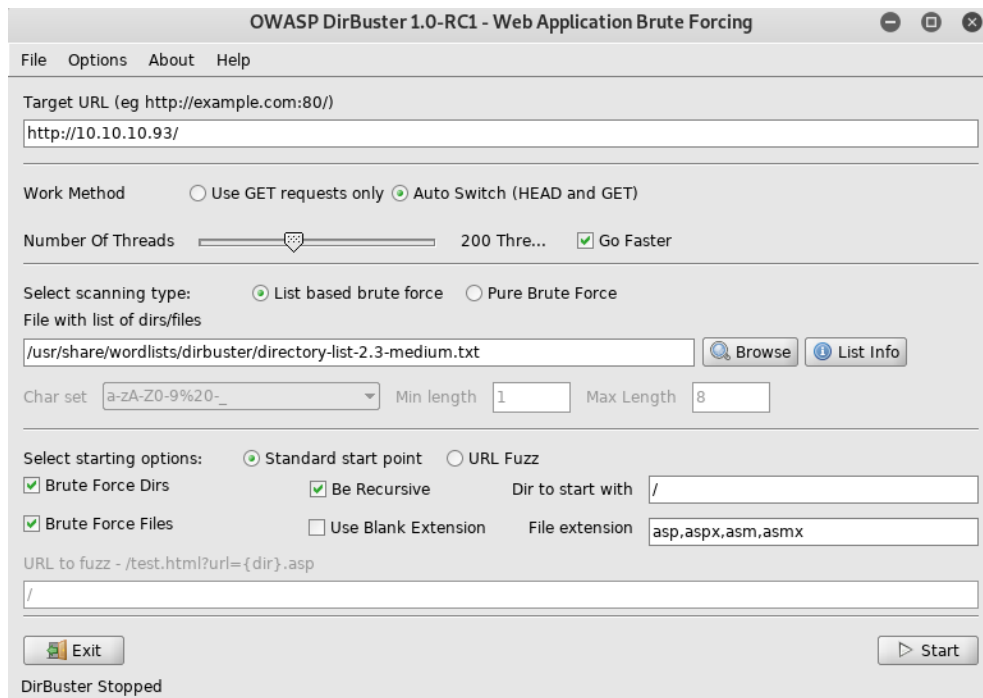 OWASP DirBuster 1.0-RC1 - Web Application Brute Forcing
File Options About Help
Target URL (eg http://example.com:80/)
http://10.10.10.93/
Work Method Use GET requests only Auto Switch (HEAD and GET)
Number Of Threads 200 Thre... Go Faster
Select scanning type: List based brute force Pure Brute Force
File with list of dirs/files
/usr/share/wordlists/dirbuster/directory-list-2.3-medium.txt Browse List Info
Char set a-zA-Z0-9%20-_ Min length 1 Max Length 8
Select starting options: Standard start point URL Fuzz
Brute Force Dirs Be Recursive Dir to start with /
Brute Force Files Use Blank Extension File extension asp,aspx,asm,asmx
URL to fuzz - /test.html?url={dir}.asp
/
Exit Start
DirBuster Stopped